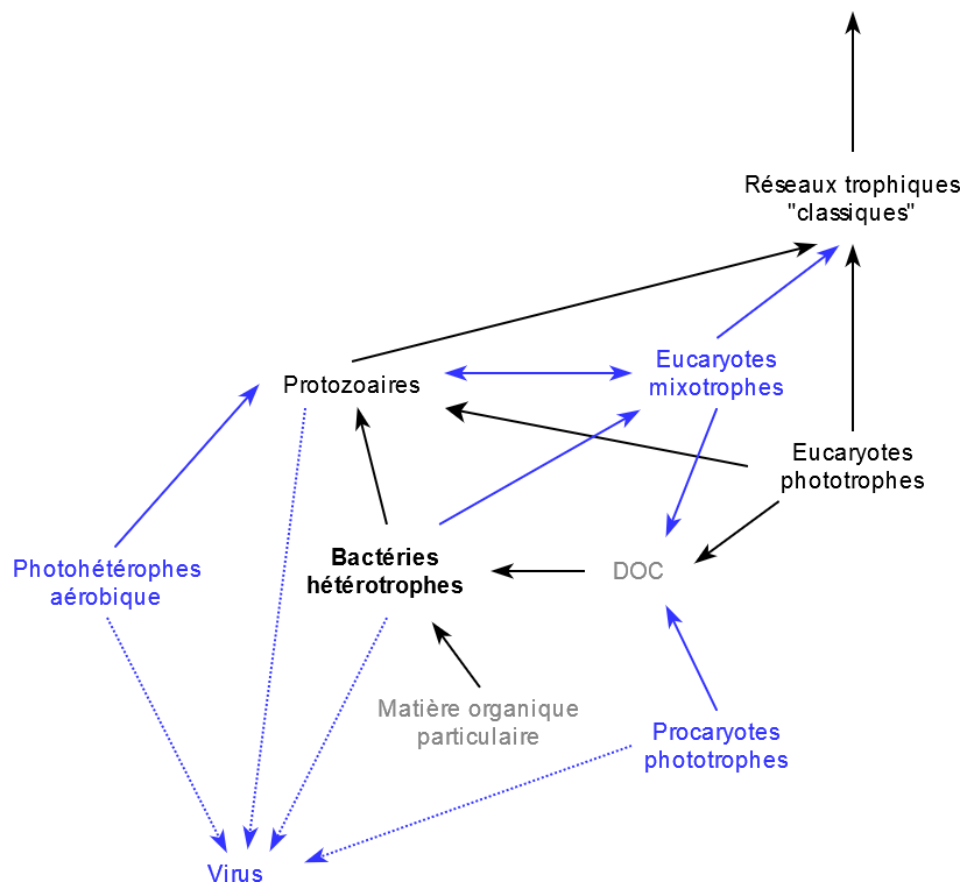 Réseaux trophiques
"classiques"
Eucaryotes
mixotrophes
Protozoaires
Eucaryotes
phototrophes
Bactéries
hétérotrophes
Photohétérophes
aérobique
DOC
Matière organique
particulaire
Procaryotes
phototrophes
Virus